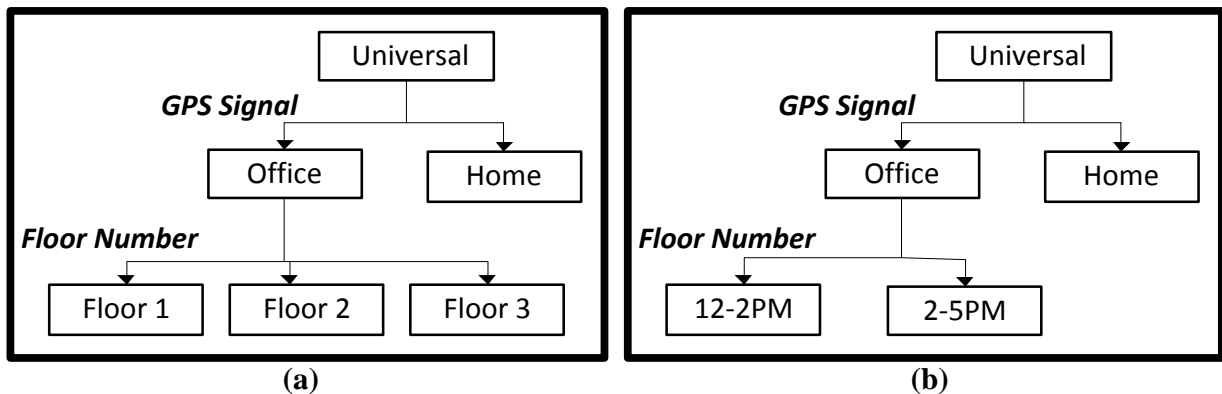 Universal
GPS Signal
Office
Home
Floor Number
Floor 1
Floor 2
Floor 3
(a)
Universal
GPS Signal
Office
Home
Floor Number
12-2PM
2-5PM
(b)